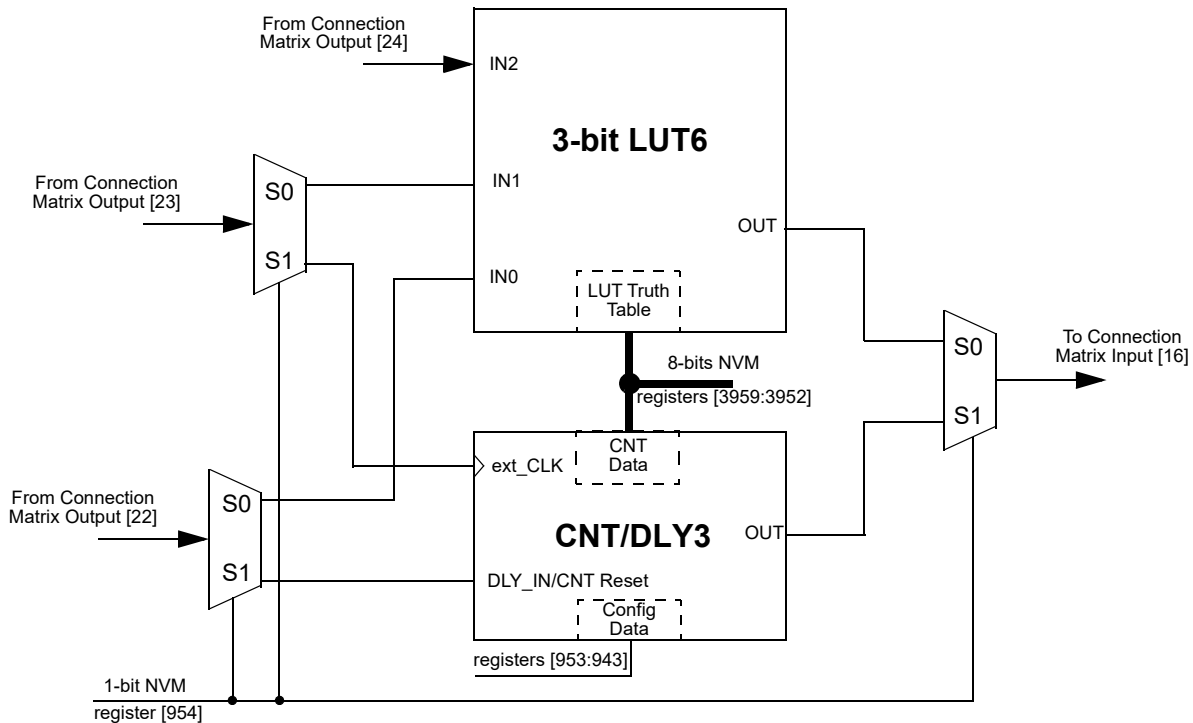 From Connection
Matrix Output [24]
IN2
3-bit LUT6
From Connection
Matrix Output [23]
S0
S1
IN1
IN0
OUT
LUT Truth
Table
8-bits NVM
registers [3959:3952]
S0
S1
To Connection
Matrix Input [16]
From Connection
Matrix Output [22]
S0
S1
ext_CLK
CNT
Data
CNT/DLY3
OUT
DLY_IN/CNT Reset
Config
Data
registers [953:943]
1-bit NVM
register [954]